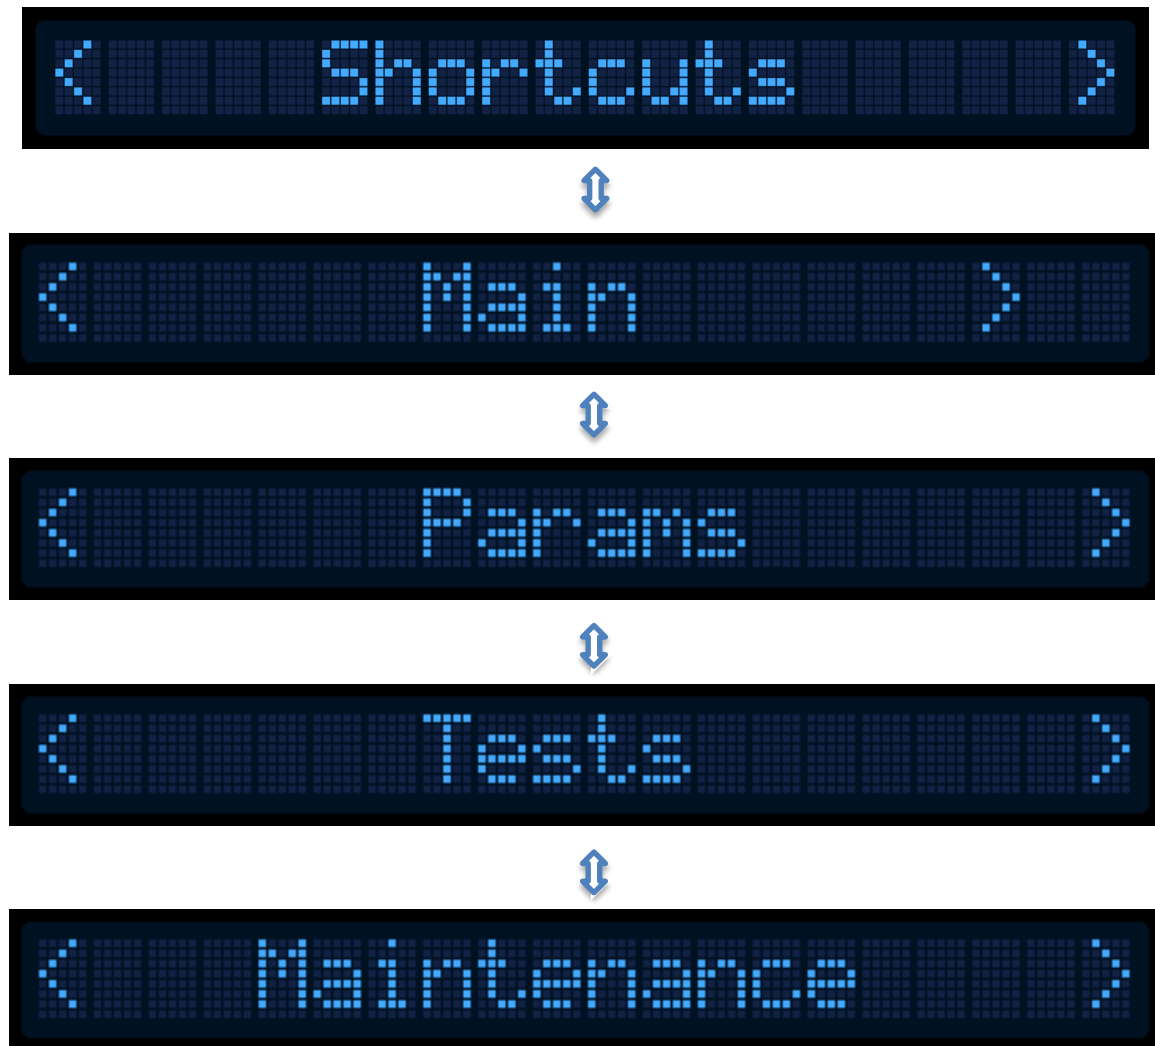 < Shortcuts >
< Main >
< Params >
< Tests >
< Maintenance >